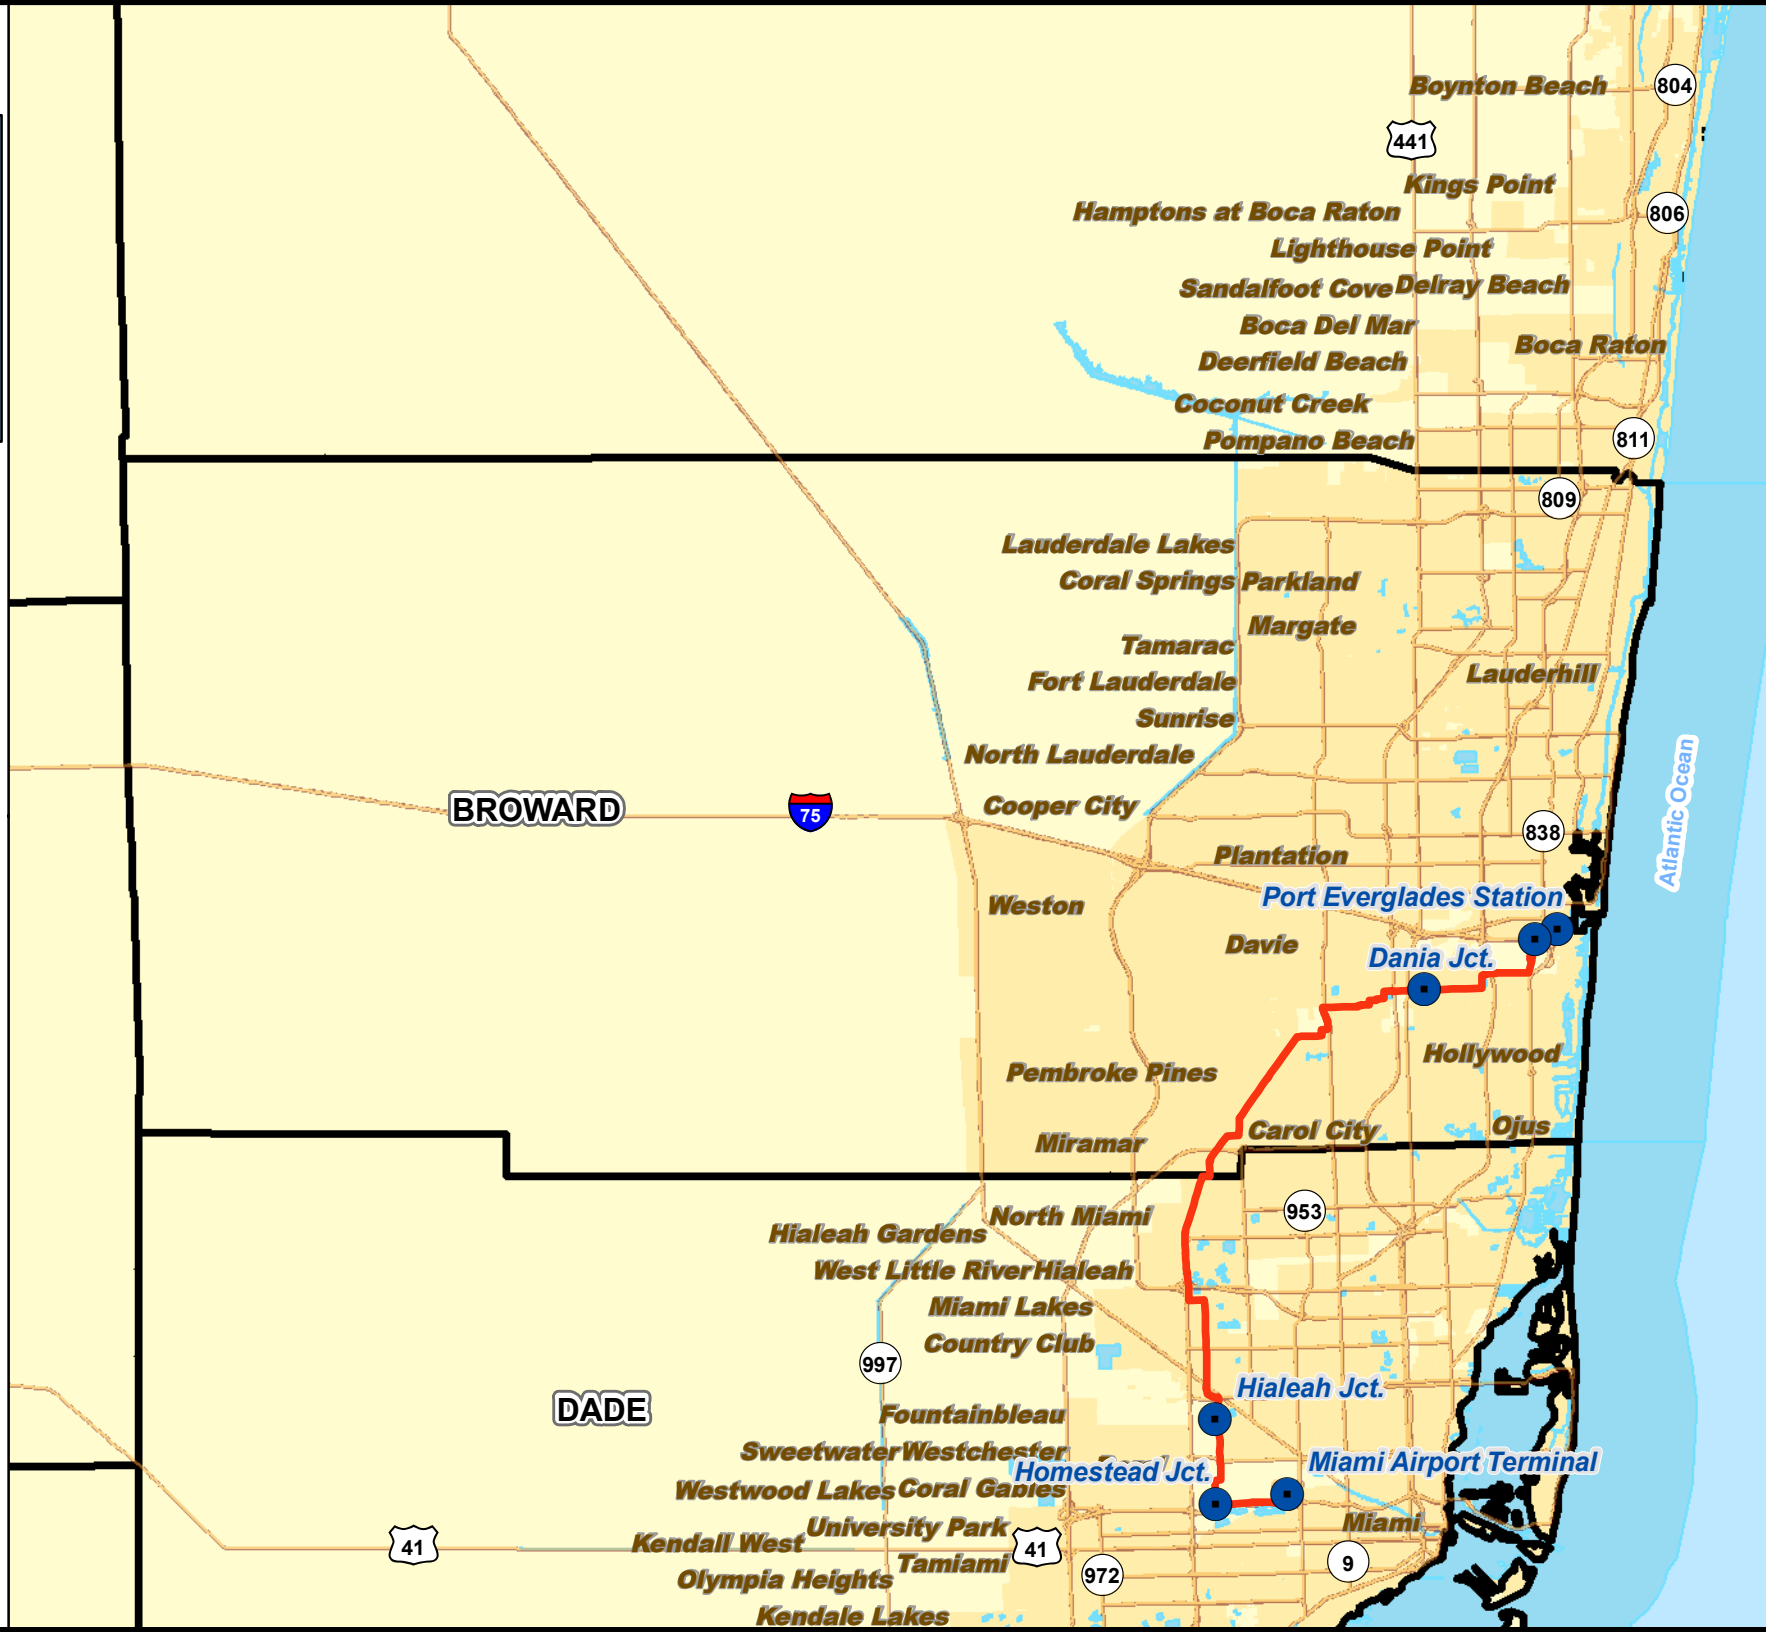 Boynton Beach
804
441
Kings Point
806
Hamptons at Boca Raton
Lighthouse Point
Sandalfoot Cove
Delray Beach
Boca Del Mar
Boca Raton
Deerfield Beach
Coconut Creek
Pompano Beach
811
809
Lauderdale Lakes
Coral Springs
Parkland
Margate
Tamarac
Lauderhill
Fort Lauderdale
Sunrise
North Lauderdale
Atlantic Ocean
BROWARD
75
Cooper City
838
Plantation
Port Everglades Station
Weston
Davie
Dania Jct.
Hollywood
Pembroke Pines
Carol City
Ojus
Miramar
953
North Miami
Hialeah Gardens
West Little River
Hialeah
Miami Lakes
Country Club
997
Hialeah Jct.
DADE
Fountainbleau
Sweetwater
Westchester
Homestead Jct.
Miami Airport Terminal
Westwood Lakes
Coral Gables
University Park
Miami
Kendall West
41
41
Tamiami
9
972
Olympia Heights
Kendale Lakes